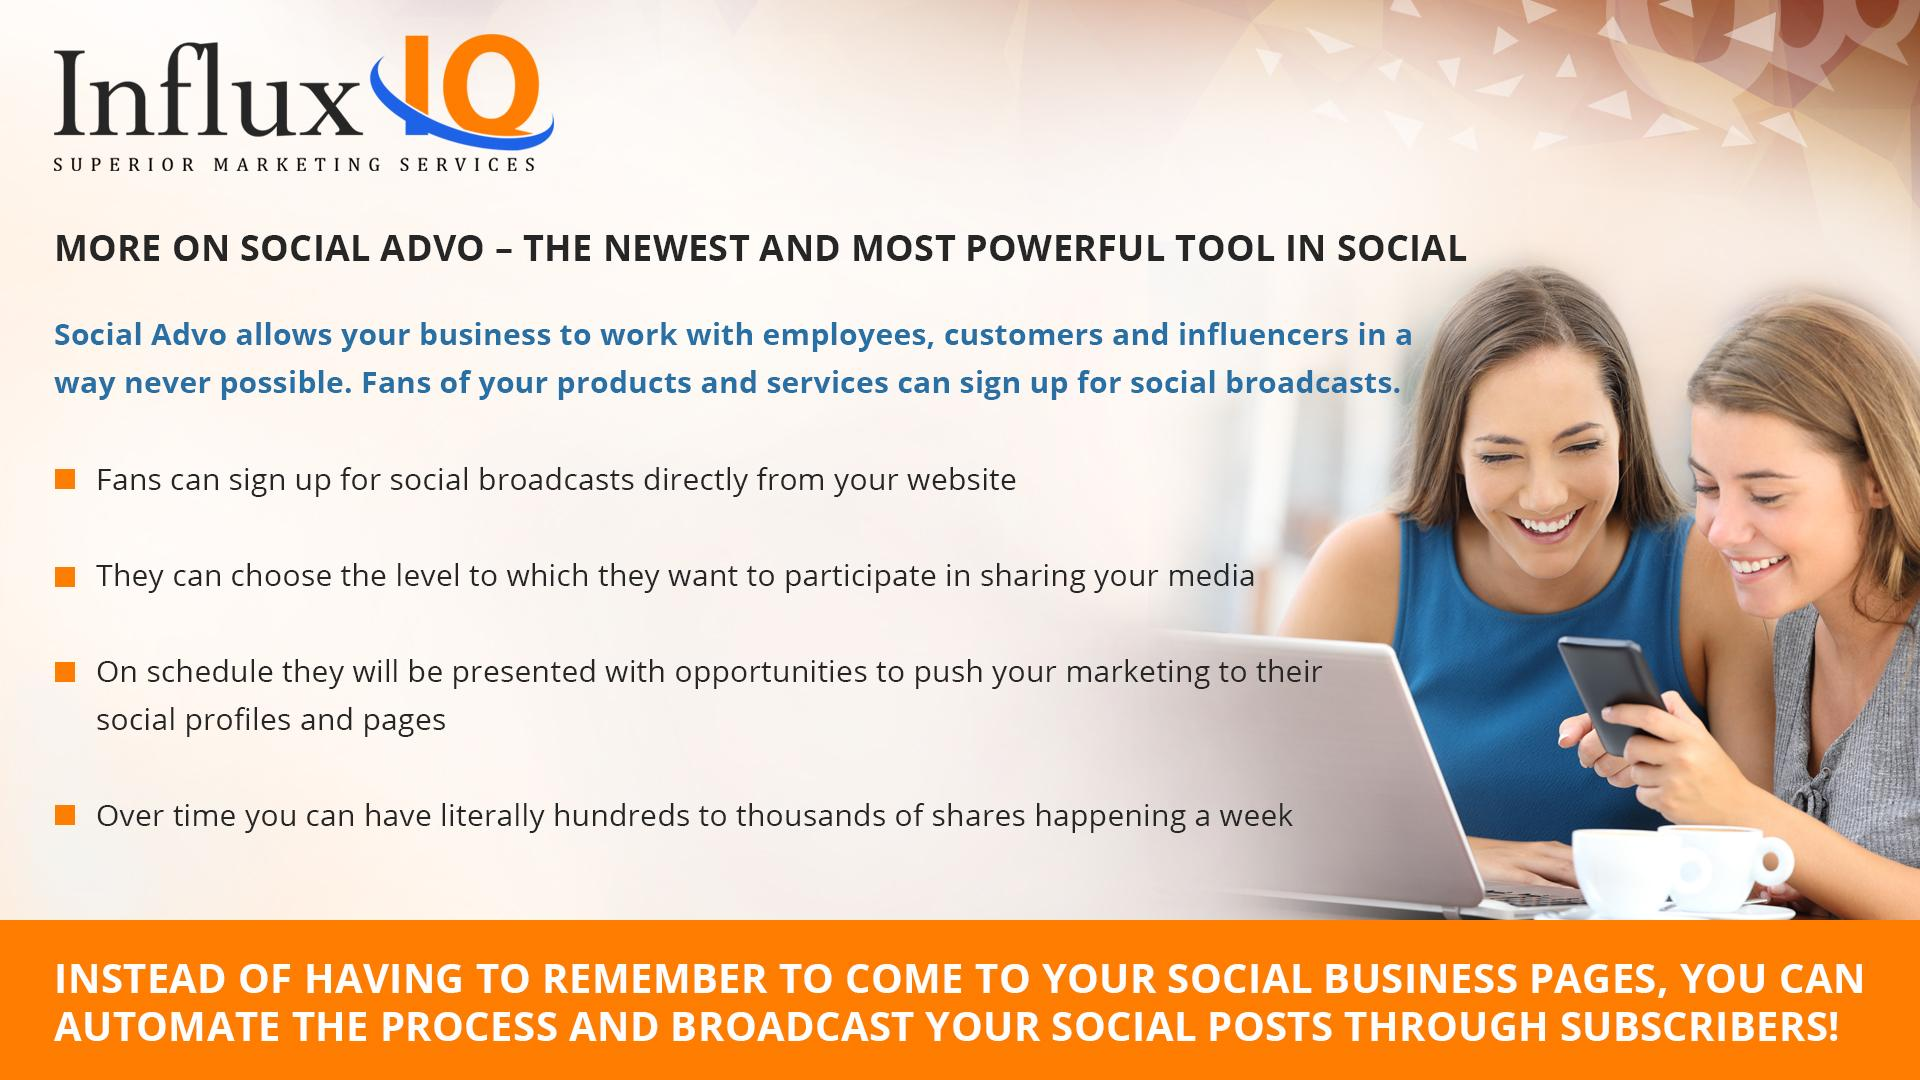 Influx IQ
SUPERIOR MARKETING SERVICES
MORE ON SOCIAL ADVO – THE NEWEST AND MOST POWERFUL TOOL IN SOCIAL
Social Advo allows your business to work with employees, customers and influencers in a
way never possible. Fans of your products and services can sign up for social broadcasts.
Fans can sign up for social broadcasts directly from your website
They can choose the level to which they want to participate in sharing your media
On schedule they will be presented with opportunities to push your marketing to their
social profiles and pages
Over time you can have literally hundreds to thousands of shares happening a week
INSTEAD OF HAVING TO REMEMBER TO COME TO YOUR SOCIAL BUSINESS PAGES, YOU CAN
AUTOMATE THE PROCESS AND BROADCAST YOUR SOCIAL POSTS THROUGH SUBSCRIBERS!